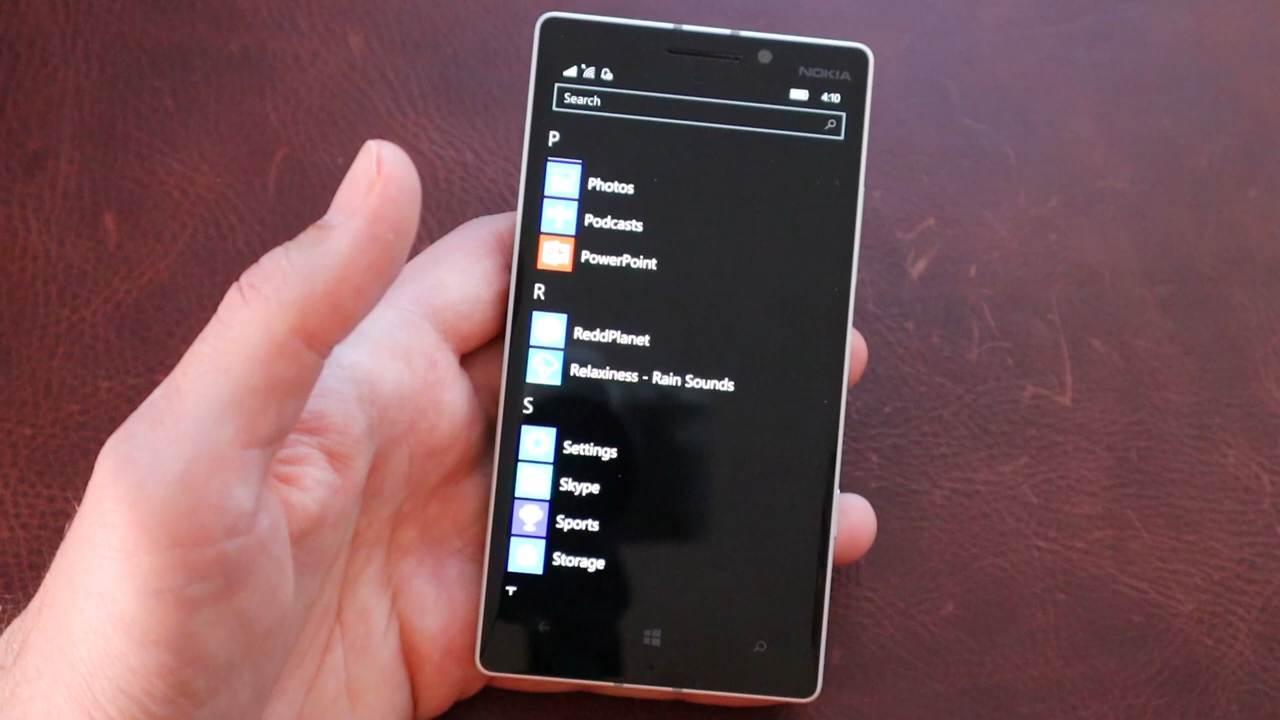 NOKIA
4:10
Search
P
Photos
Podcasts
PowerPoint
R
ReddPlanet
Relaxiness - Rain Sounds
S
Settings
Skype
Sports
Storage
T